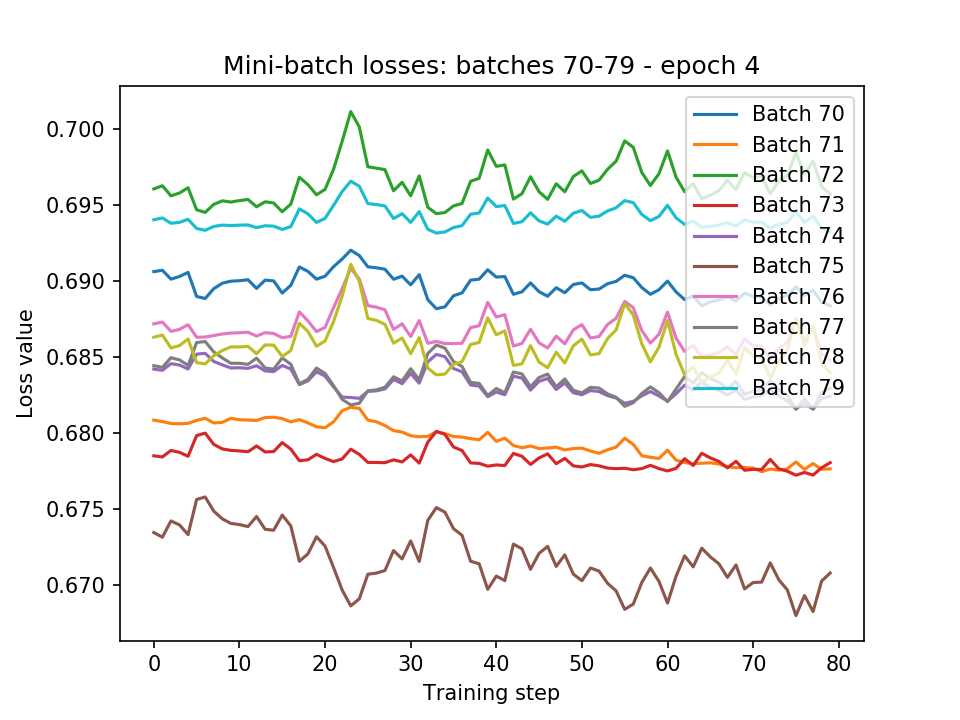 Mini-batch losses: batches 70-79 - epoch 4
Loss value
0.700
0.695
0.690
0.685
0.680
0.675
0.670
Batch 70
Batch 71
Batch 72
Batch 73
Batch 74
Batch 75
Batch 76
Batch 77
Batch 78
Batch 79
0 10 20 30 40 50 60 70 80
Training step